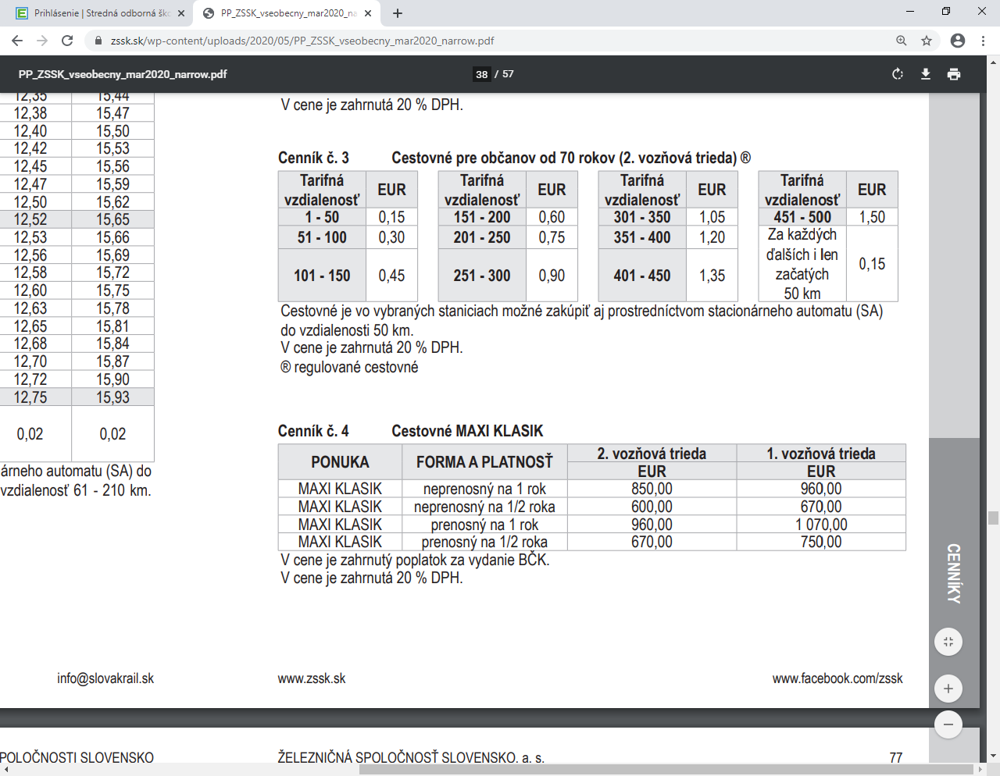 Prihlásenie | Stredná odborná ško
PP_ZSSK_vseobecny_mar2020_na
zssk.sk/wp-content/uploads/2020/05/PP_ZSSK_vseobecny_mar2020_narrow.pdf
PP_ZSSK_vseobecny_mar2020_narrow.pdf
38 / 57
12,35 15,44
12,38 15,47
12,40 15,50
12,42 15,53
12,45 15,56
12,47 15,59
12,50 15,62
12,52 15,65
12,53 15,66
12,56 15,69
12,58 15,72
12,60 15,75
12,63 15,78
12,65 15,81
12,68 15,84
12,70 15,87
12,72 15,90
12,75 15,93
0,02 0,02
árneho automatu (SA) do
vzdialenosť 61 - 210 km.
info@slovakrail.sk
V cene je zahrnutá 20 % DPH.
Cenník č. 3 Cestovné pre občanov od 70 rokov (2. vozňová trieda) ®
Tarifná vzdialenosť EUR Tarifná vzdialenosť EUR Tarifná vzdialenosť EUR Tarifná vzdialenosť EUR
1 - 50 0,15 151 - 200 0,60 301 - 350 1,05 451 - 500 1,50
51 - 100 0,30 201 - 250 0,75 351 - 400 1,20
101 - 150 0,45 251 - 300 0,90 401 - 450 1,35
Za každých
ďalších i len
začatých
50 km
0,15
Cestovné je vo vybraných staniciach možné zakúpiť aj prostredníctvom stacionárneho automatu (SA)
do vzdialenosti 50 km.
V cene je zahrnutá 20 % DPH.
® regulované cestovné
Cenník č. 4 Cestovné MAXI KLASIK
PONUKA FORMA A PLATNOSŤ 2. vozňová trieda 1. vozňová trieda
EUR EUR
MAXI KLASIK neprenosný na 1 rok 850,00 960,00
MAXI KLASIK neprenosný na 1/2 roka 600,00 670,00
MAXI KLASIK prenosný na 1 rok 960,00 1 070,00
MAXI KLASIK prenosný na 1/2 roka 670,00 750,00
V cene je zahrnutý poplatok za vydanie BČK.
V cene je zahrnutá 20 % DPH.
CENNÍKY
www.zssk.sk www.facebook.com/zssk
POLOČNOSTI SLOVENSKO
ŽELEZNIČNÁ SPOLOČNOSŤ SLOVENSKO, a. s. 77